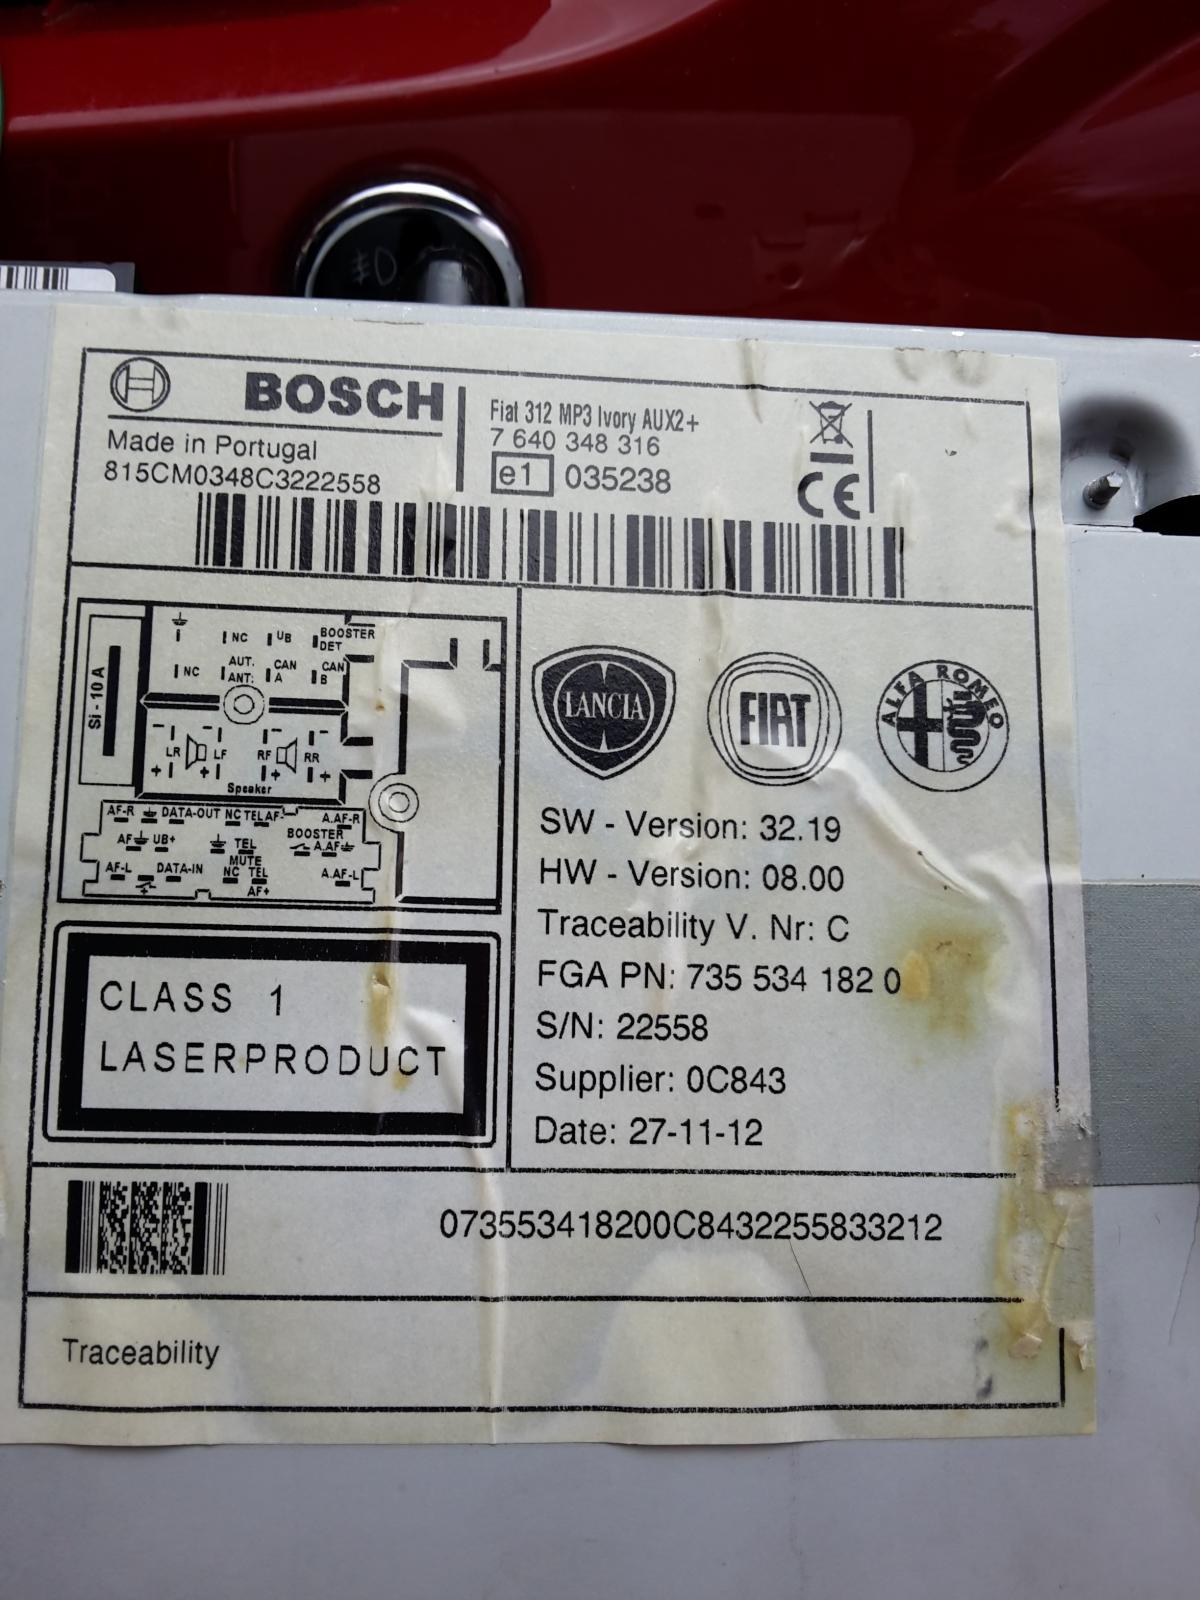 BOSCH
Made in Portugal
815CM0348C3222558
Fiat 312 MP3 Ivory AUX2+
7 640 348 316
e1 035238
CE
Si - 10 A
NC UB BOOSTER DET
NC AUT. ANT. CAN A CAN B
- - - -
LR LF RF RR
+ + + +
Speaker
AF-R DATA-OUT NC TEL AF- A.AF-R
AF UB+ TEL MUTE BOOSTER A.AF
AF-L DATA-IN NC TEL AF+ A.AF-L
LANCIA
FIAT
ALFA ROMEO
SW - Version: 32.19
HW - Version: 08.00
Traceability V. Nr: C
FGA PN: 735 534 182 0
S/N: 22558
Supplier: 0C843
Date: 27-11-12
CLASS 1
LASERPRODUCT
073553418200C8432255833212
Traceability